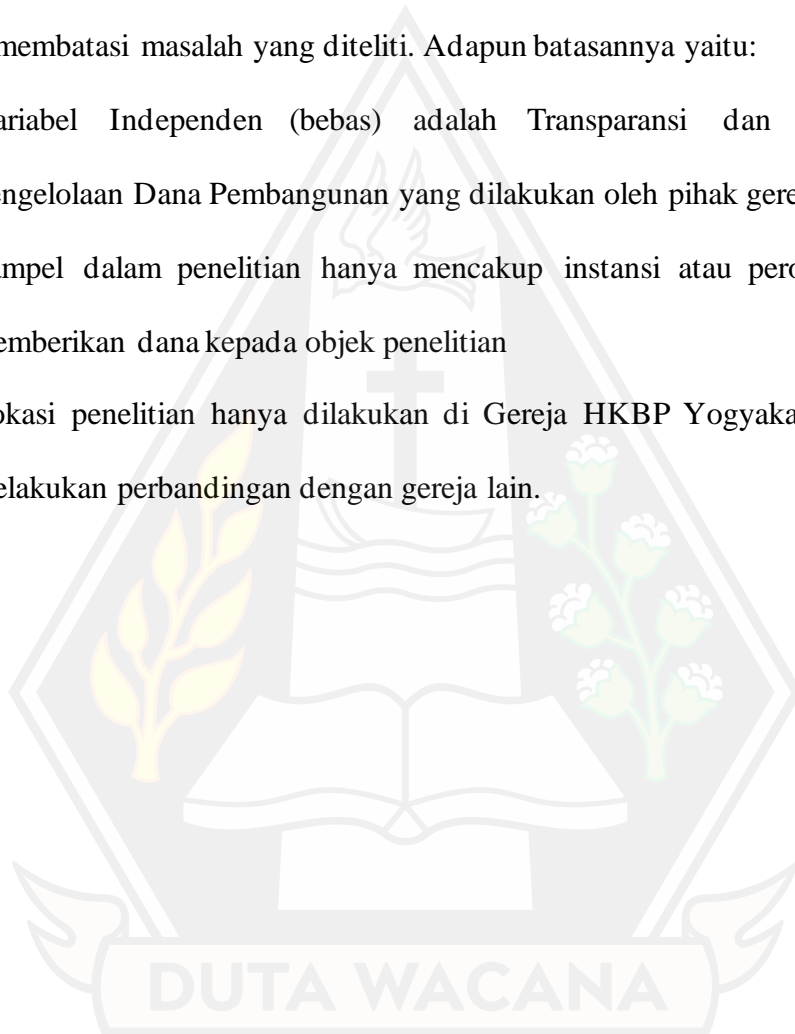 membatasi masalah yang diteliti. Adapun batasannya yaitu:
ariabel Independen (bebas) adalah Transparansi dan
engelolaan Dana Pembangunan yang dilakukan oleh pihak gere
ampel dalam penelitian hanya mencakup instansi atau pero
emberikan dana kepada objek penelitian
okasi penelitian hanya dilakukan di Gereja HKBP Yogyaka
elakukan perbandingan dengan gereja lain.
DUTA WACANA